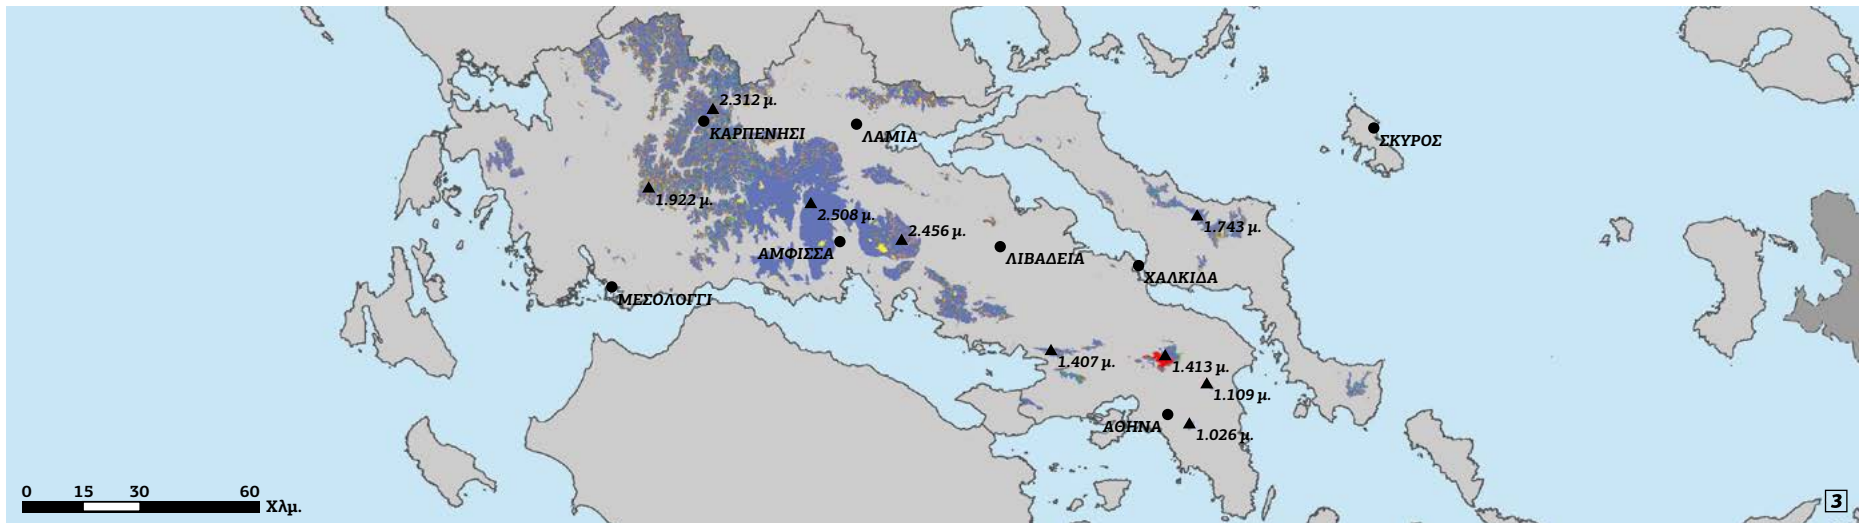 2.312 μ.
ΚΑΡΠΕΝΗΣΙ
ΛΑΜΙΑ
ΣΚΥΡΟΣ
1.922 μ.
2.508 μ.
2.456 μ.
1.743 μ.
ΑΜΦΙΣΣΑ
ΛΙΒΑΔΕΙΑ
ΧΑΛΚΙΔΑ
ΜΕΣΟΛΟΓΓΙ
1.407 μ.
1.413 μ.
1.109 μ.
ΑΘΗΝΑ
1.026 μ.
0 15 30 60
Χλμ.
3